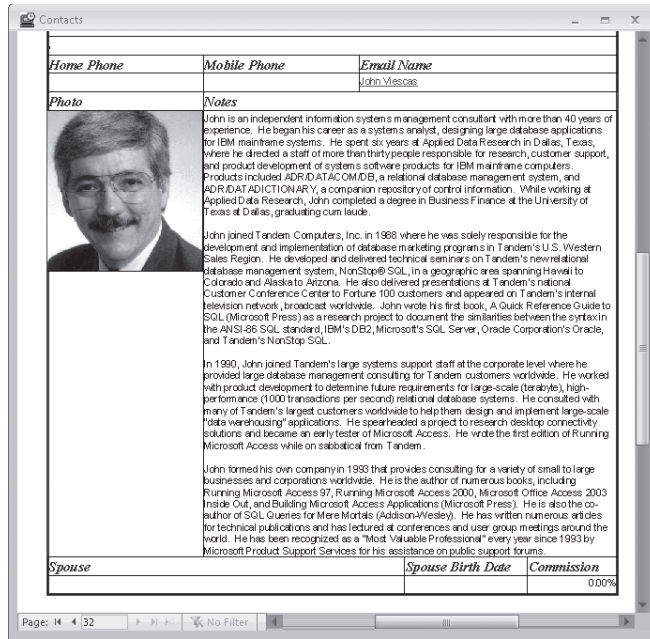 Contacts
Home Phone Mobile Phone Email Name
John Viescas
Photo Notes
John is an independent information systems management consultant with more than 40 years of
experience. He began his career as a systems analyst, designing large database applications
for IBM mainframe systems. He spent six years at Applied Data Research in Dallas, Texas,
where he directed a staff of more than thirty people responsible for research, customer support,
and product development of systems software products for IBM mainframe computers.
Products included ADR/DATACOM/DB, a relational database management system, and
ADR/DATADICTIONARY, a companion repository of control information. While working at
Applied Data Research, John completed a degree in Business Finance at the University of
Texas at Dallas, graduating cum laude.
John joined Tandem Computers, Inc. in 1988 where he was solely responsible for the
development and implementation of database marketing programs in Tandem's U.S. Western
Sales Region. He developed and delivered technical seminars on Tandem's new relational
database management system, NonStop® SQL, in a geographic area spanning Hawaii to
Colorado and Alaska to Arizona. He also delivered presentations at Tandem's national
Customer Conference Center to Fortune 100 customers and appeared on Tandem's internal
television network, broadcast worldwide. John wrote his first book, A Quick Reference Guide to
SQL (Microsoft Press) as a research project to document the similarities between the syntax in
the ANSI-86 SQL standard, IBM's DB2, Microsoft's SQL Server, Oracle Corporation's Oracle,
and Tandem's NonStop SQL.
In 1990, John joined Tandem's large systems support staff at the corporate level where he
provided large database management consulting for Tandem customers worldwide. He worked
with product development to determine future requirements for large-scale (terabyte), high-
performance (1000 transactions per second) relational database systems. He consulted with
many of Tandem's largest customers worldwide to help them design and implement large-scale
"data warehousing" applications. He spearheaded a project to research desktop connectivity
solutions and became an early tester of Microsoft Access. He wrote the first edition of Running
Microsoft Access while on sabbatical from Tandem.
John formed his own company in 1993 that provides consulting for a variety of small to large
businesses and corporations worldwide. He is the author of numerous books, including
Running Microsoft Access 97, Running Microsoft Access 2000, Microsoft Office Access 2003
Inside Out, and Building Microsoft Access Applications (Microsoft Press). He is also the co-
author of SQL Queries for Mere Mortals (Addison-Wesley). He has written numerous articles
for technical publications and has lectured at conferences and user group meetings around the
world. He has been recognized as a "Most Valuable Professional" every year since 1993 by
Microsoft Product Support Services for his assistance on public support forums.
Spouse Spouse Birth Date Commission
0.00%
Page: 32 No Filter